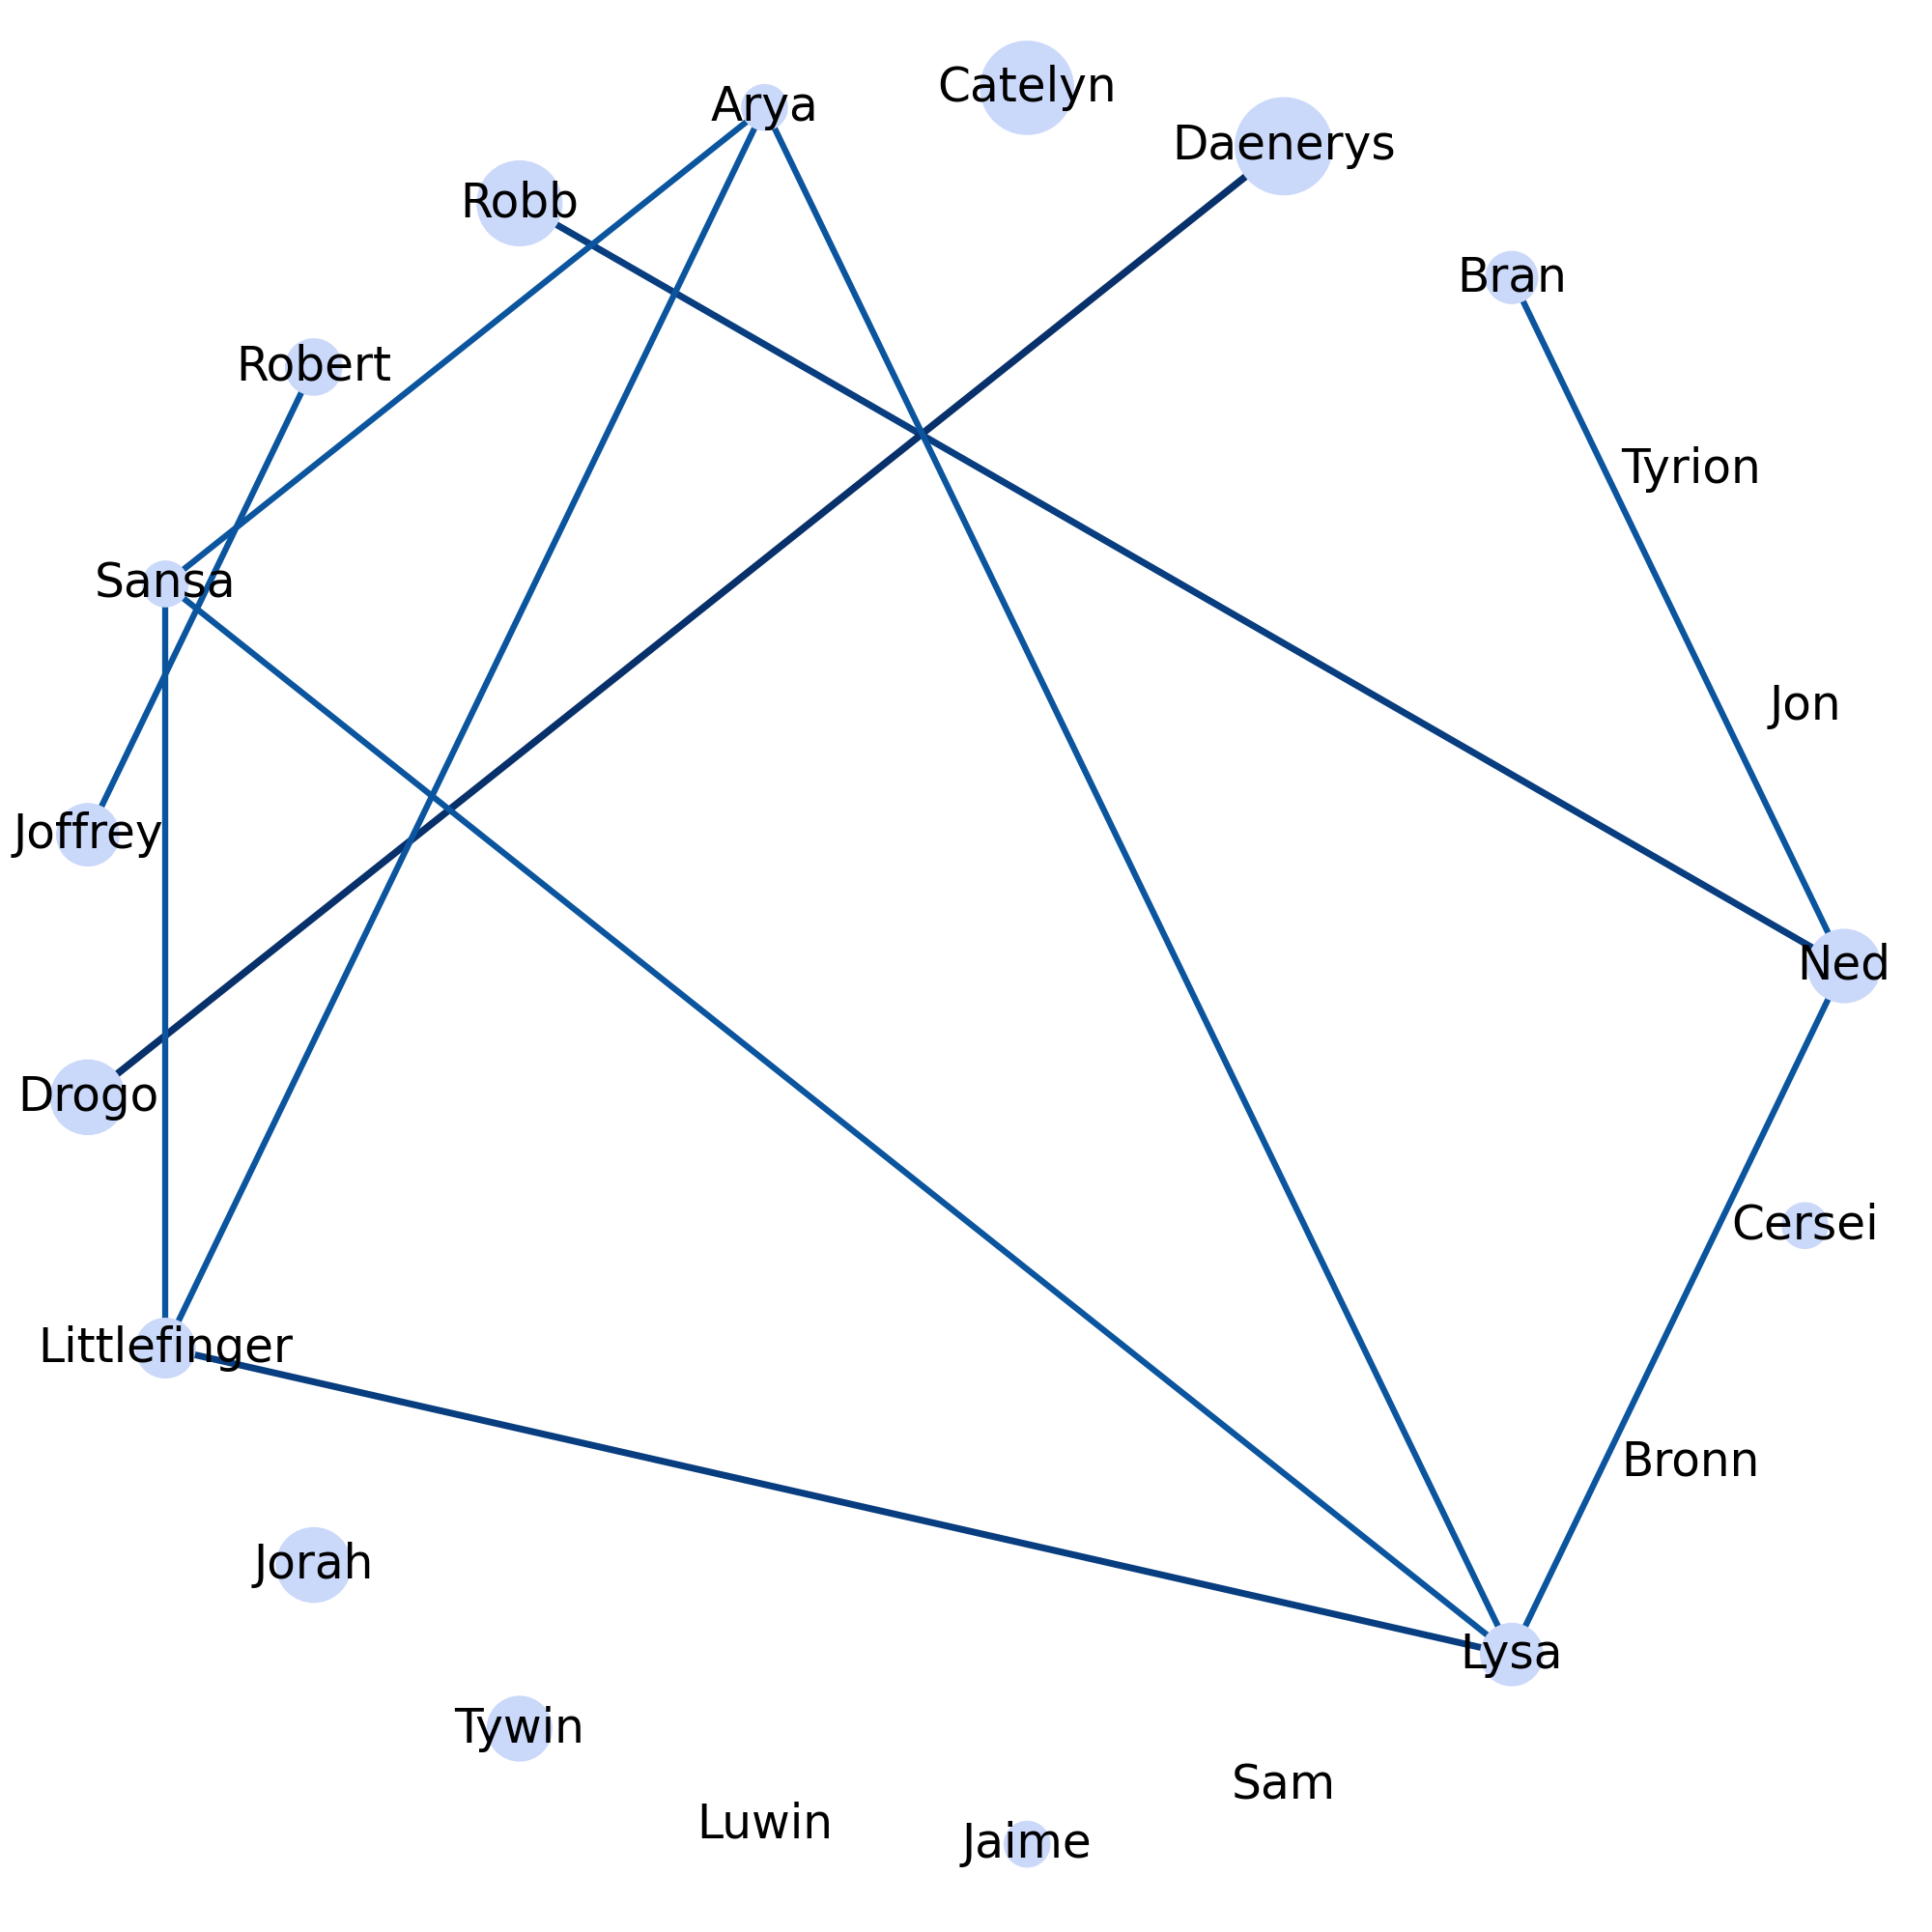 Catelyn
Arya
Daenerys
Robb
Bran
Robert
Tyrion
Sansa
Jon
Joffrey
Ned
Drogo
Cersei
Littlefinger
Bronn
Jorah
Lysa
Tywin
Sam
Luwin
Jaime